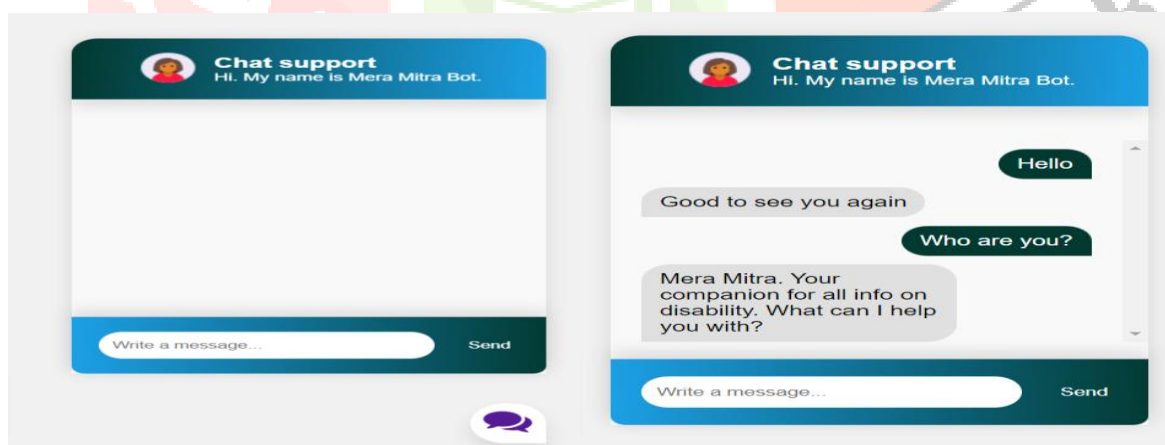 Chat support
Hi. My name is Mera Mitra Bot.
Write a message...
Send
Chat support
Hi. My name is Mera Mitra Bot.
Hello
Good to see you again
Who are you?
Mera Mitra. Your
companion for all info on
disability. What can I help
you with?
Write a message...
Send